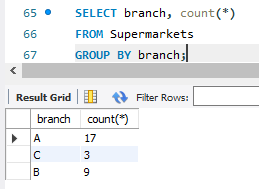 65 SELECT branch, count(*)
66 FROM Supermarkets
67 GROUP BY branch;
Result Grid Filter Rows:
branch count(*)
A 17
C 3
B 9